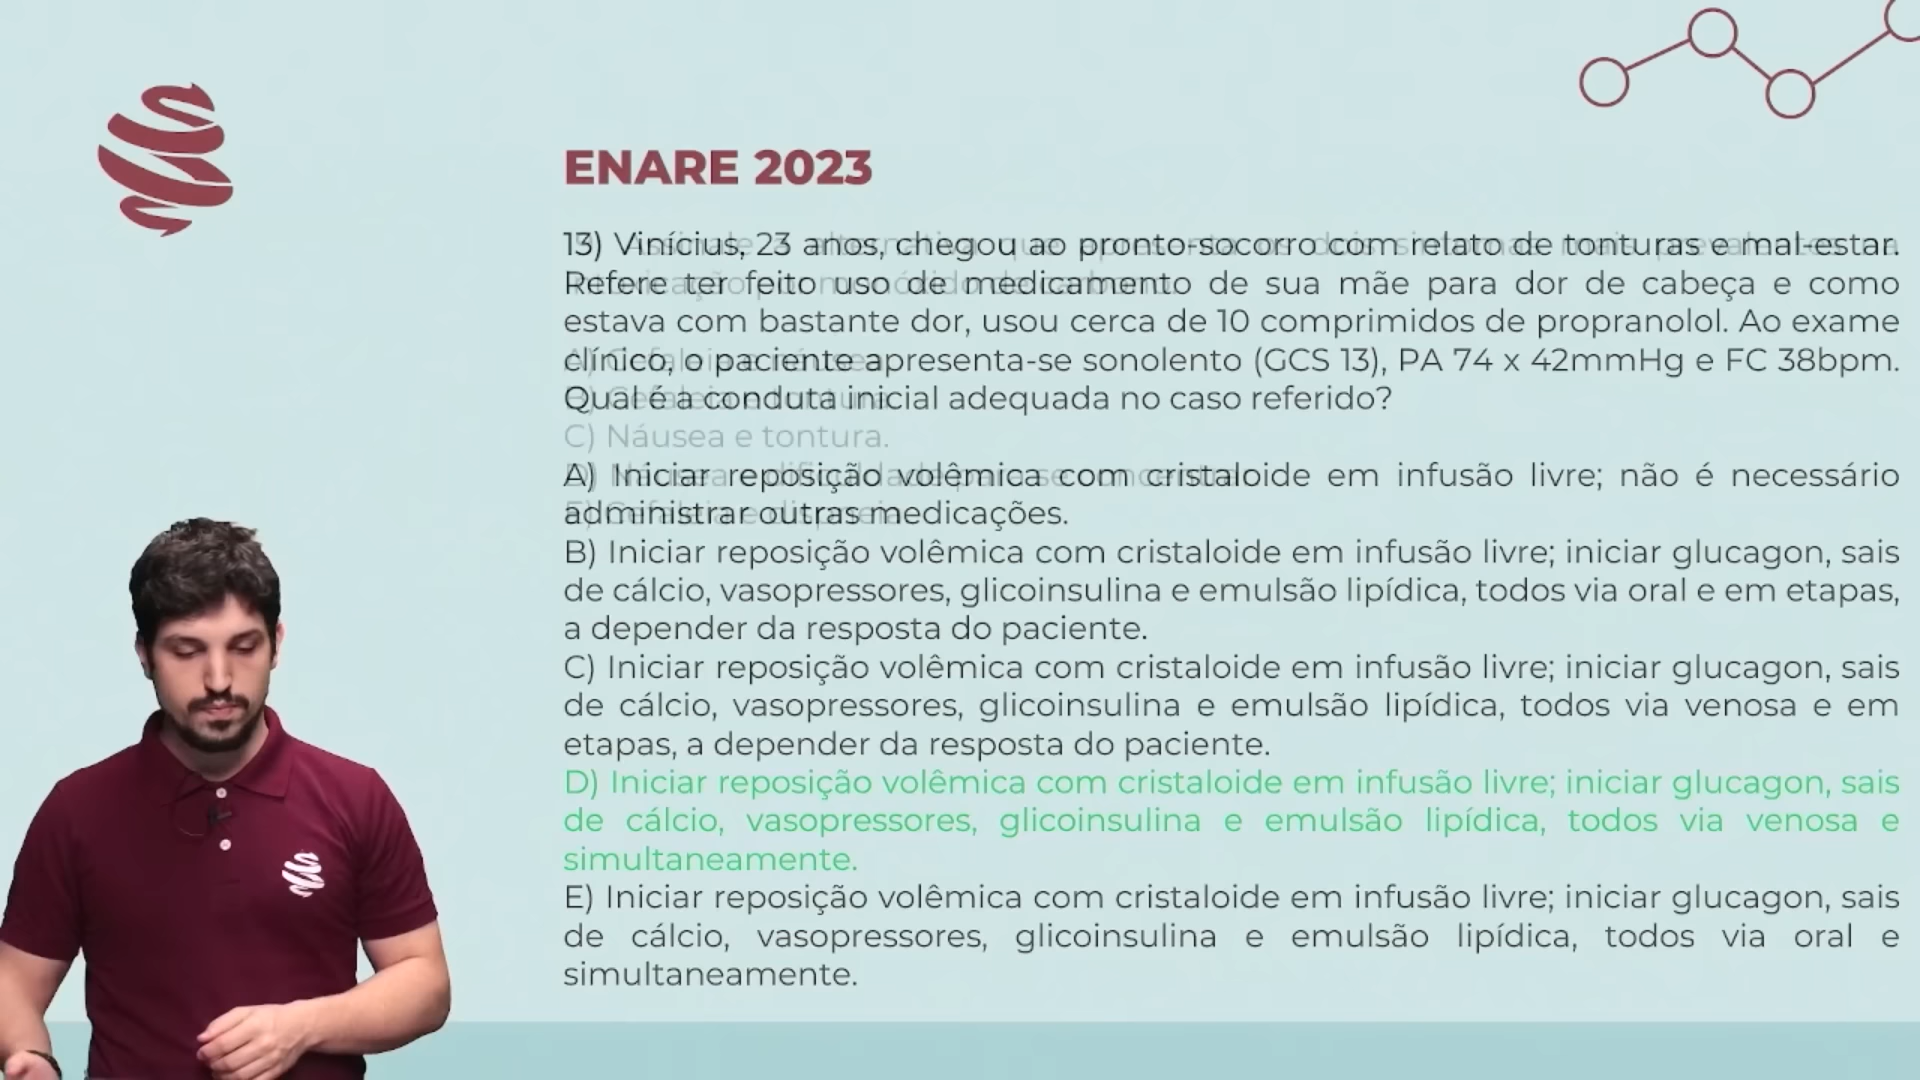 ENARE 2023
13) Vinícius, 23 anos, chegou ao pronto-socorro com relato de tonturas e mal-estar.
Refere ter feito uso de medicamento de sua mãe para dor de cabeça e como
estava com bastante dor, usou cerca de 10 comprimidos de propranolol. Ao exame
clínico, o paciente apresenta-se sonolento (GCS 13), PA 74 x 42mmHg e FC 38bpm.
Qual é a conduta inicial adequada no caso referido?
C) Náusea e tontura.
A) Iniciar reposição volêmica com cristaloide em infusão livre; não é necessário
administrar outras medicações.
B) Iniciar reposição volêmica com cristaloide em infusão livre; iniciar glucagon, sais
de cálcio, vasopressores, glicoinsulina e emulsão lipídica, todos via oral e em etapas,
a depender da resposta do paciente.
C) Iniciar reposição volêmica com cristaloide em infusão livre; iniciar glucagon, sais
de cálcio, vasopressores, glicoinsulina e emulsão lipídica, todos via venosa e em
etapas, a depender da resposta do paciente.
D) Iniciar reposição volêmica com cristaloide em infusão livre; iniciar glucagon, sais
de cálcio, vasopressores, glicoinsulina e emulsão lipídica, todos via venosa e
simultaneamente.
E) Iniciar reposição volêmica com cristaloide em infusão livre; iniciar glucagon, sais
de cálcio, vasopressores, glicoinsulina e emulsão lipídica, todos via oral e
simultaneamente.